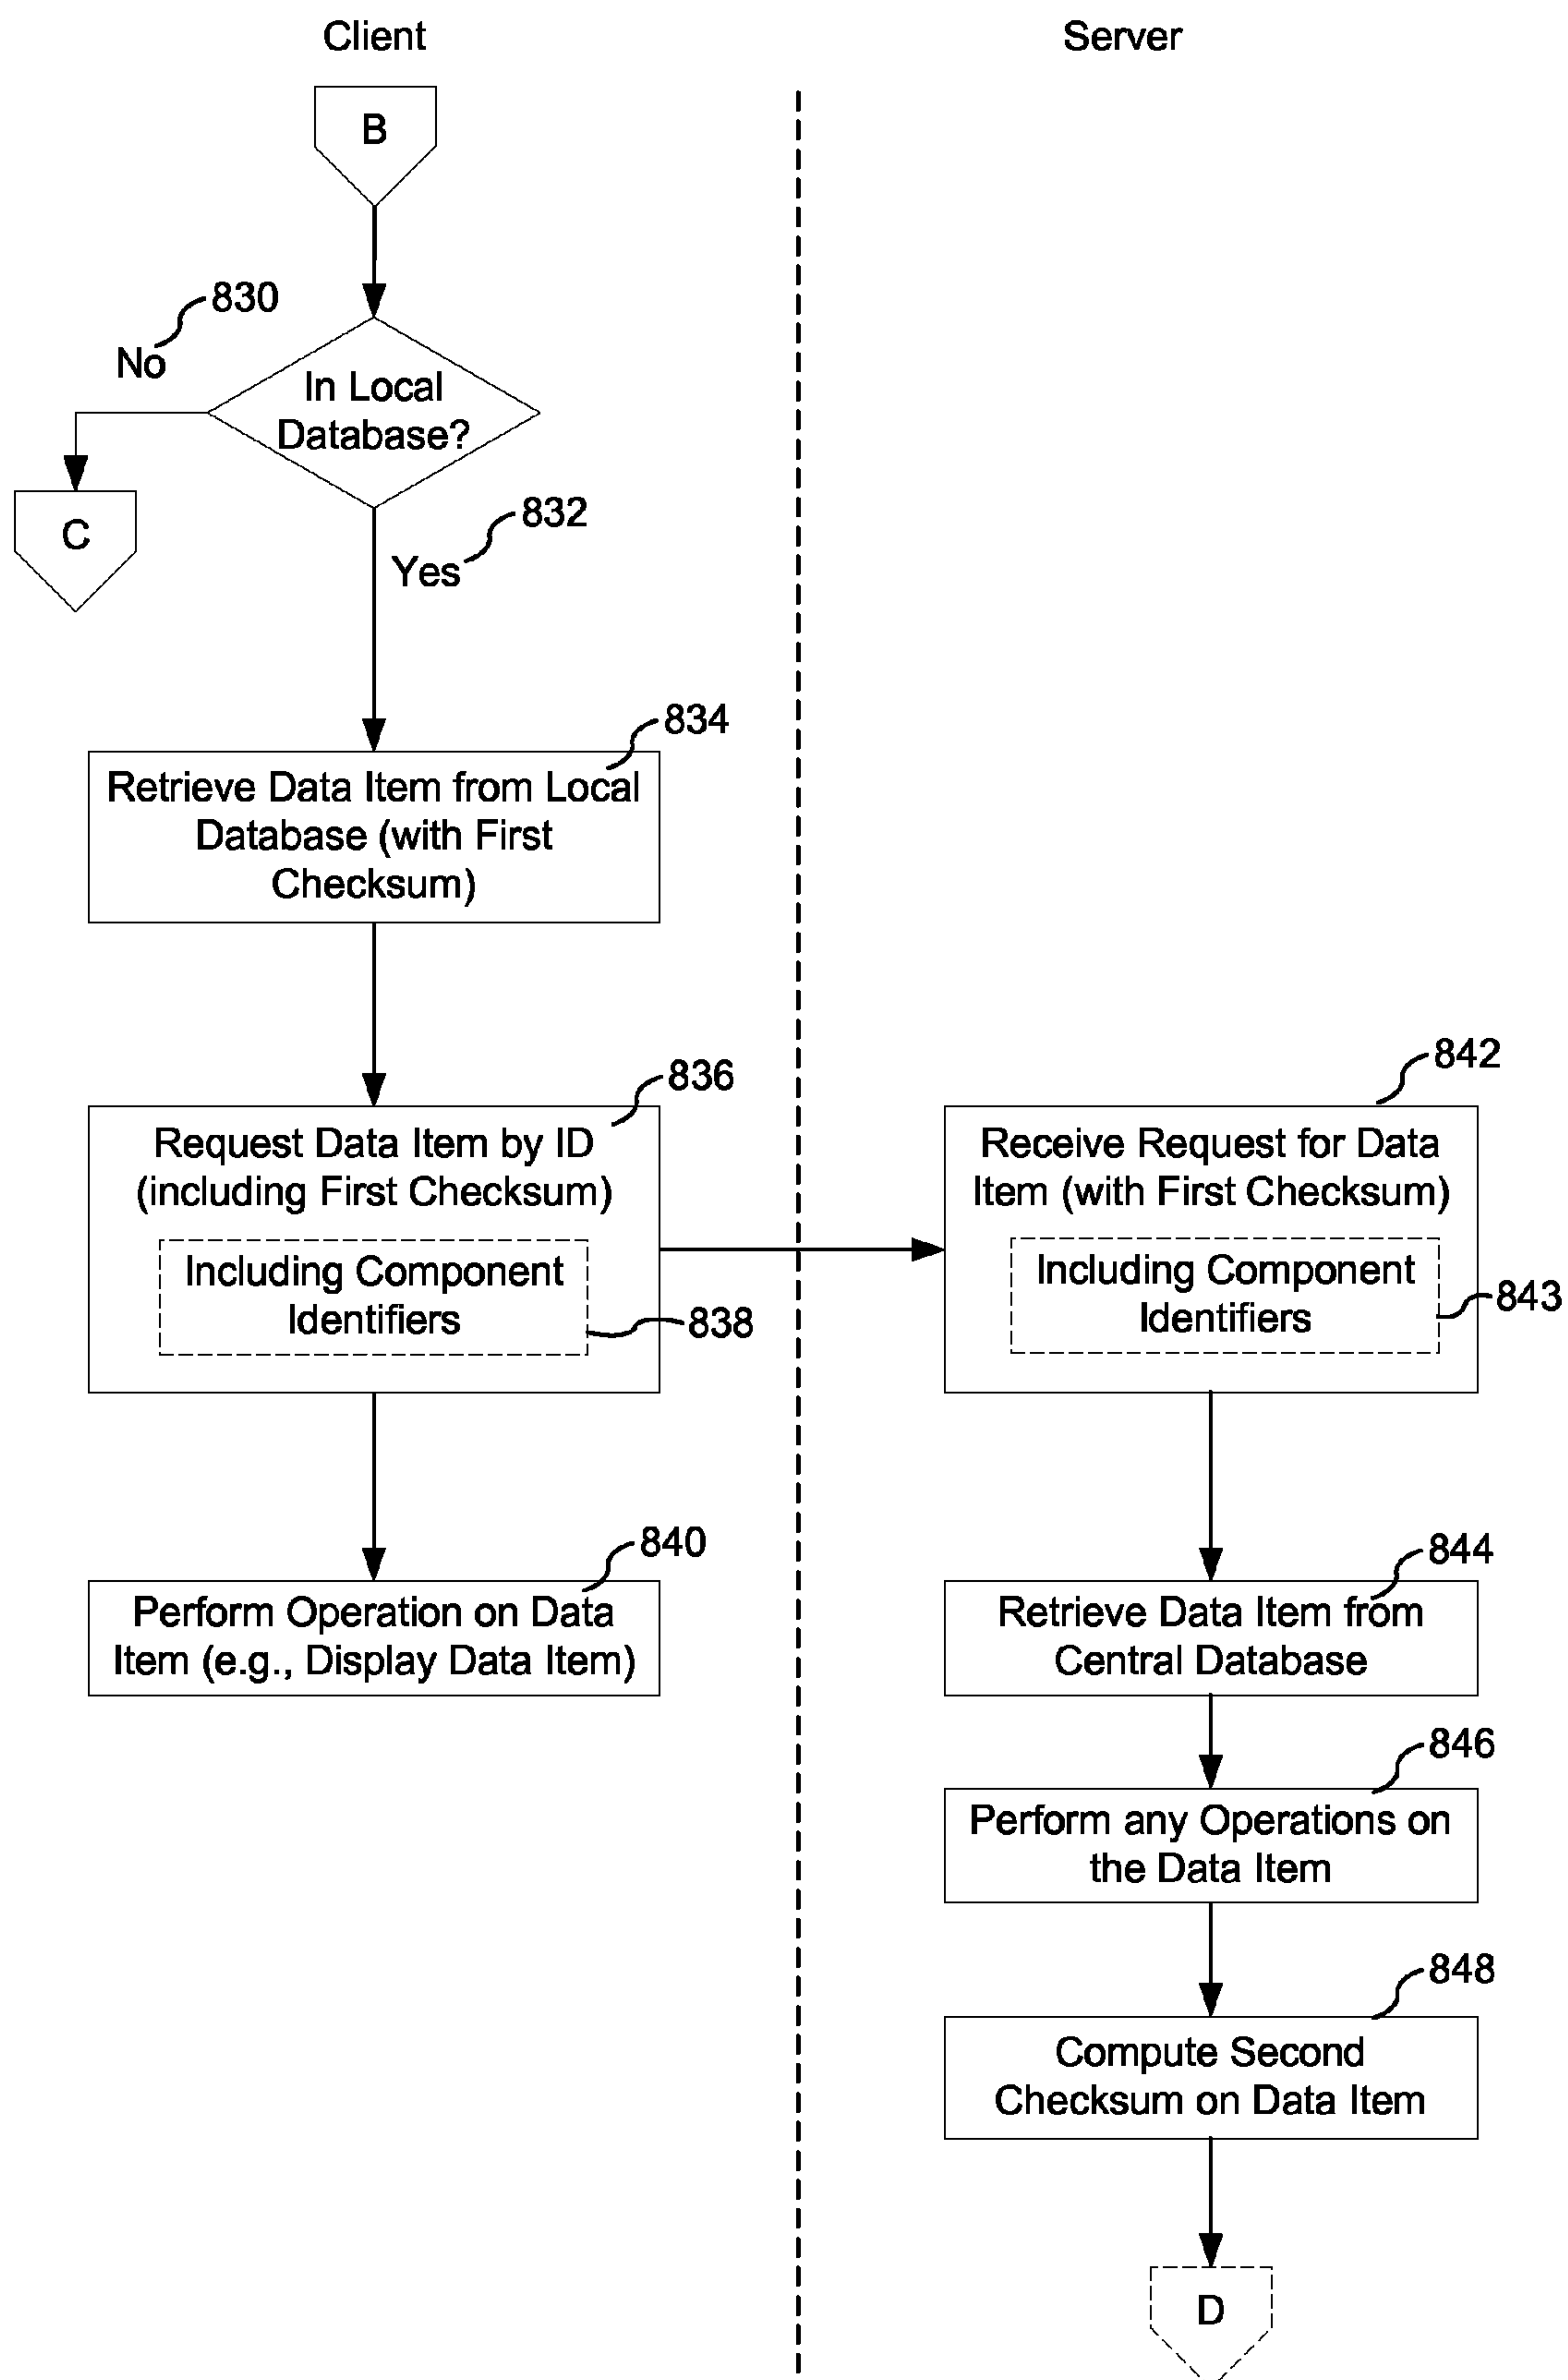 Client
Server
B
830
No
In Local
Database?
C
832
Yes
834
Retrieve Data Item from Local
Database (with First
Checksum)
836
Request Data Item by ID
(including First Checksum)
Including Component
Identifiers
838
840
Perform Operation on Data
Item (e.g., Display Data Item)
842
Receive Request for Data
Item (with First Checksum)
Including Component
Identifiers
843
844
Retrieve Data Item from
Central Database
846
Perform any Operations on
the Data Item
848
Compute Second
Checksum on Data Item
D